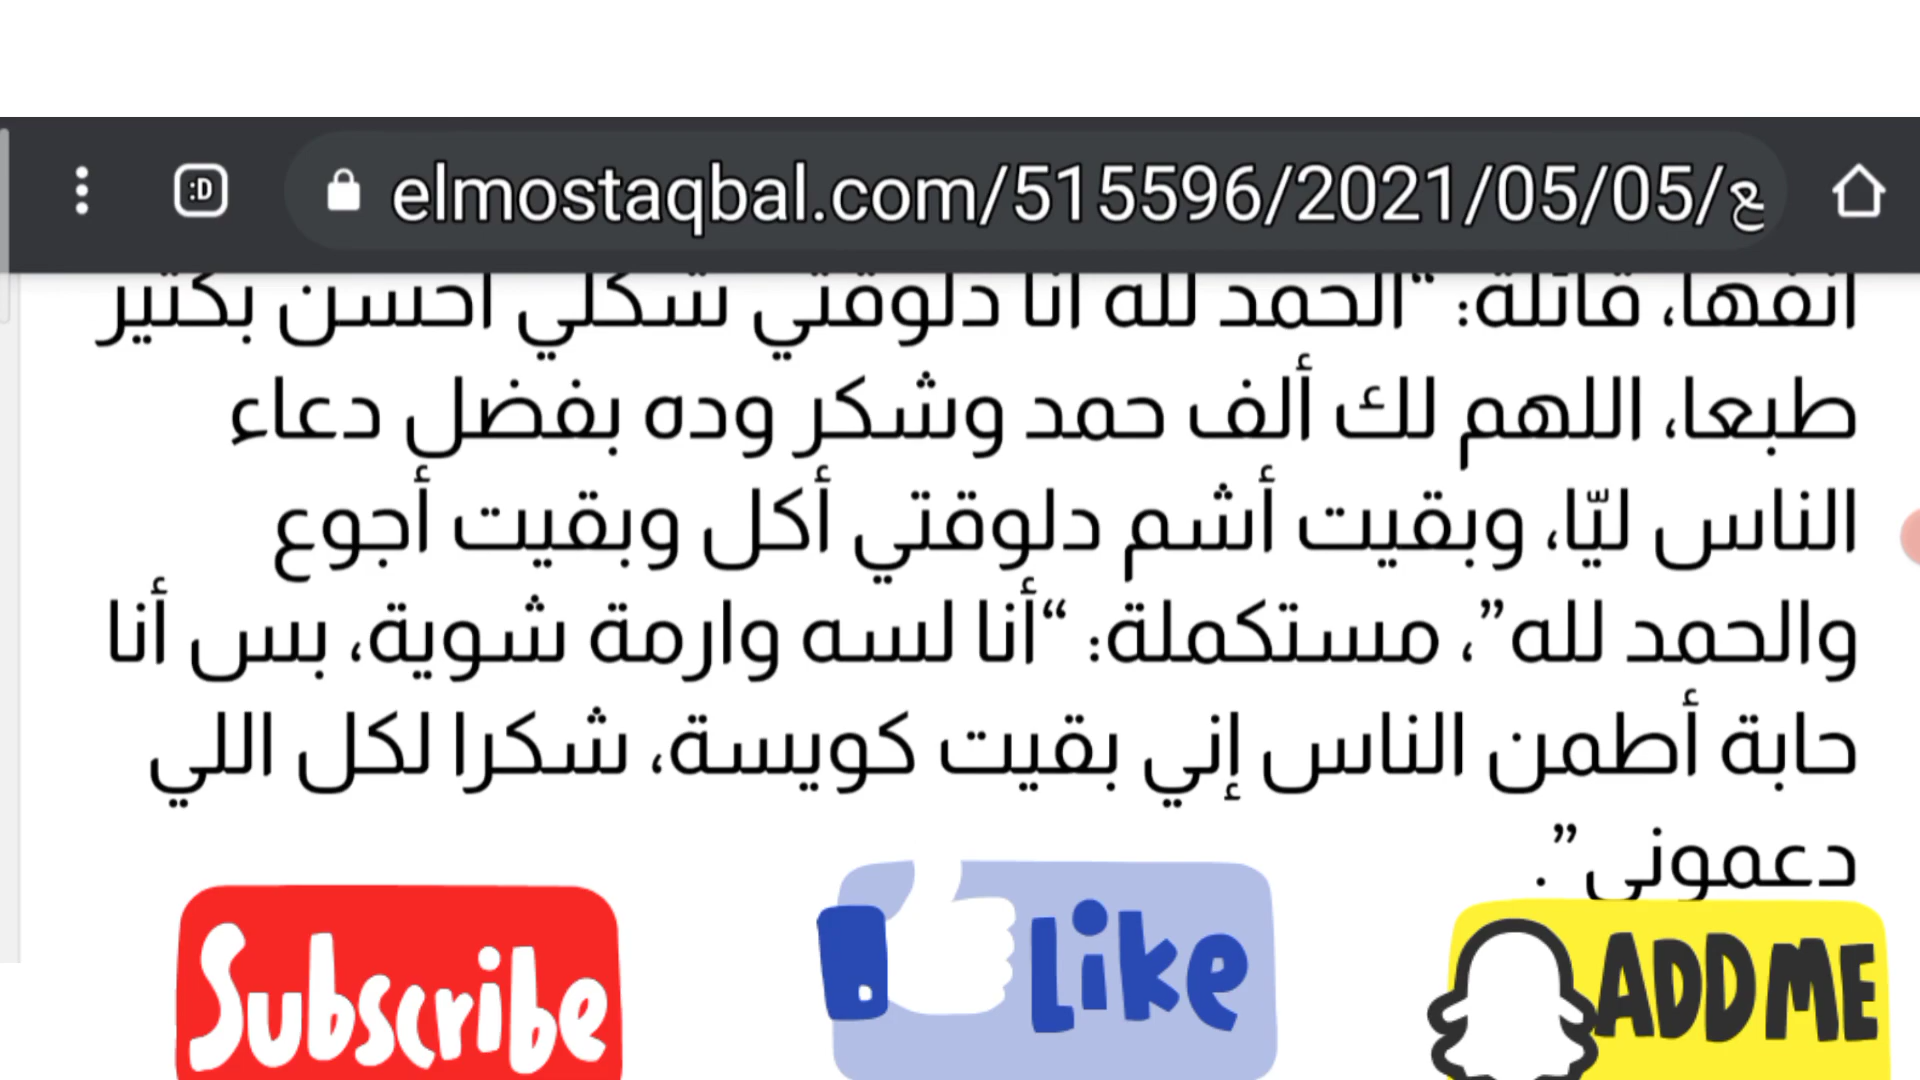 :D
elmostaqbal.com/515596/2021/05/05/ع
أنفها، قائلة: “الحمد لله أنا دلوقتي شكلي أحسن بكتير
طبعا، اللهم لك ألف حمد وشكر وده بفضل دعاء
الناس ليّا، وبقيت أشم دلوقتي أكل وبقيت أجوع
والحمد لله”، مستكملة: “أنا لسه وارمة شوية، بس أنا
حابة أطمن الناس إني بقيت كويسة، شكرا لكل اللي
دعموني”.
Subscribe
Like
ADD ME